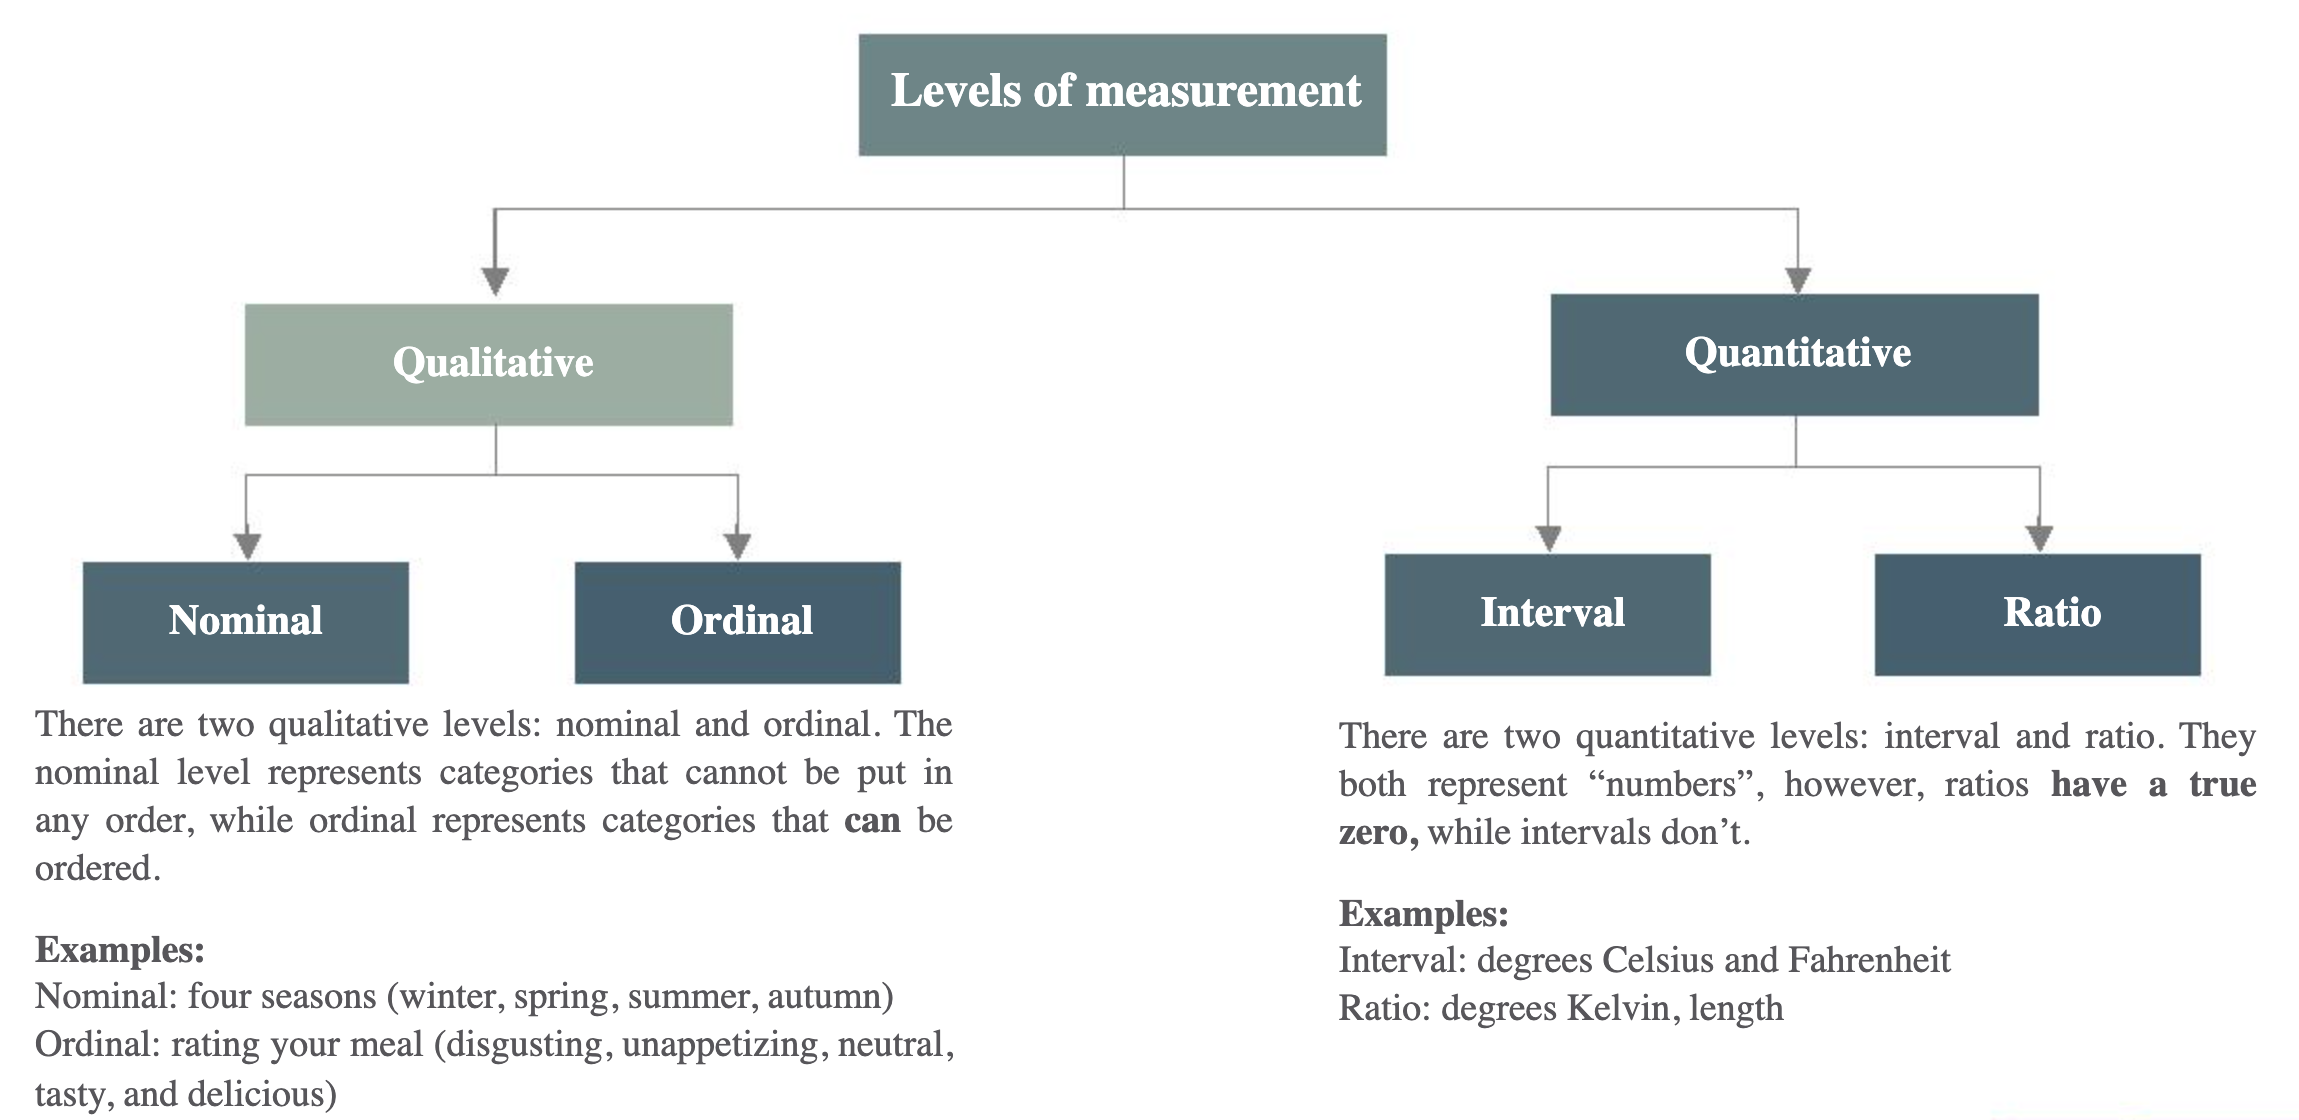 Levels of measurement
Qualitative
Quantitative
Nominal
Ordinal
Interval
Ratio
There are two qualitative levels: nominal and ordinal. The
nominal level represents categories that cannot be put in
any order, while ordinal represents categories that can be
ordered.
Examples:
Nominal: four seasons (winter, spring, summer, autumn)
Ordinal: rating your meal (disgusting, unappetizing, neutral,
tasty, and delicious)
There are two quantitative levels: interval and ratio. They
both represent “numbers”, however, ratios have a true
zero, while intervals don’t.
Examples:
Interval: degrees Celsius and Fahrenheit
Ratio: degrees Kelvin, length